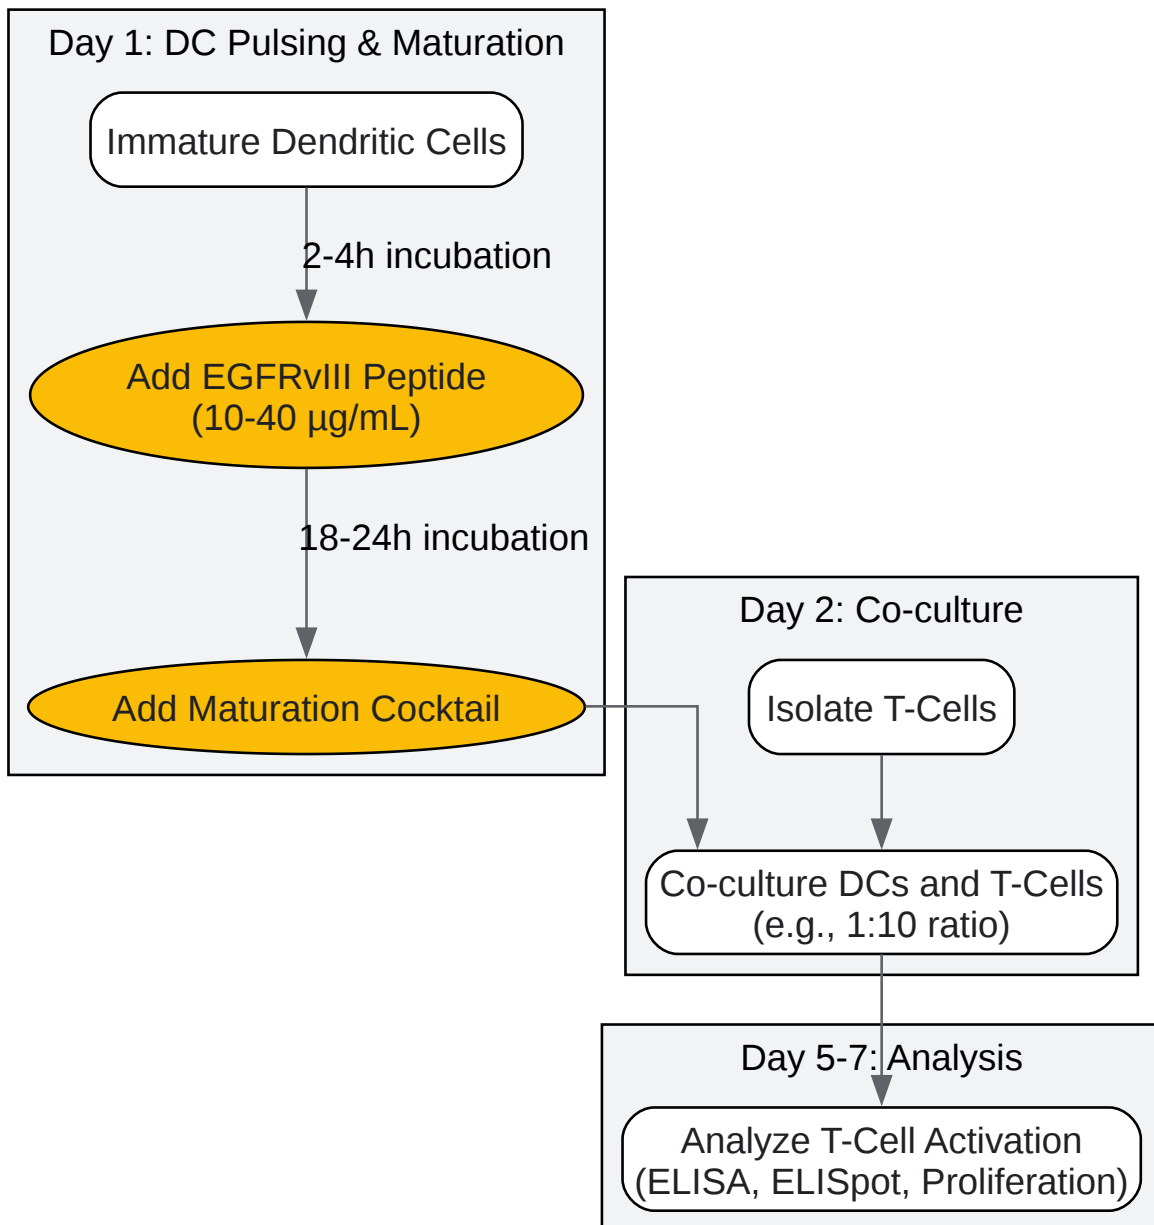 Day 1: DC Pulsing & Maturation
Immature Dendritic Cells
2-4h incubation
Add EGFRvIII Peptide
(10-40 µg/mL)
18-24h incubation
Add Maturation Cocktail
Day 2: Co-culture
Isolate T-Cells
Co-culture DCs and T-Cells
(e.g., 1:10 ratio)
Day 5-7: Analysis
Analyze T-Cell Activation
(ELISA, ELISpot, Proliferation)